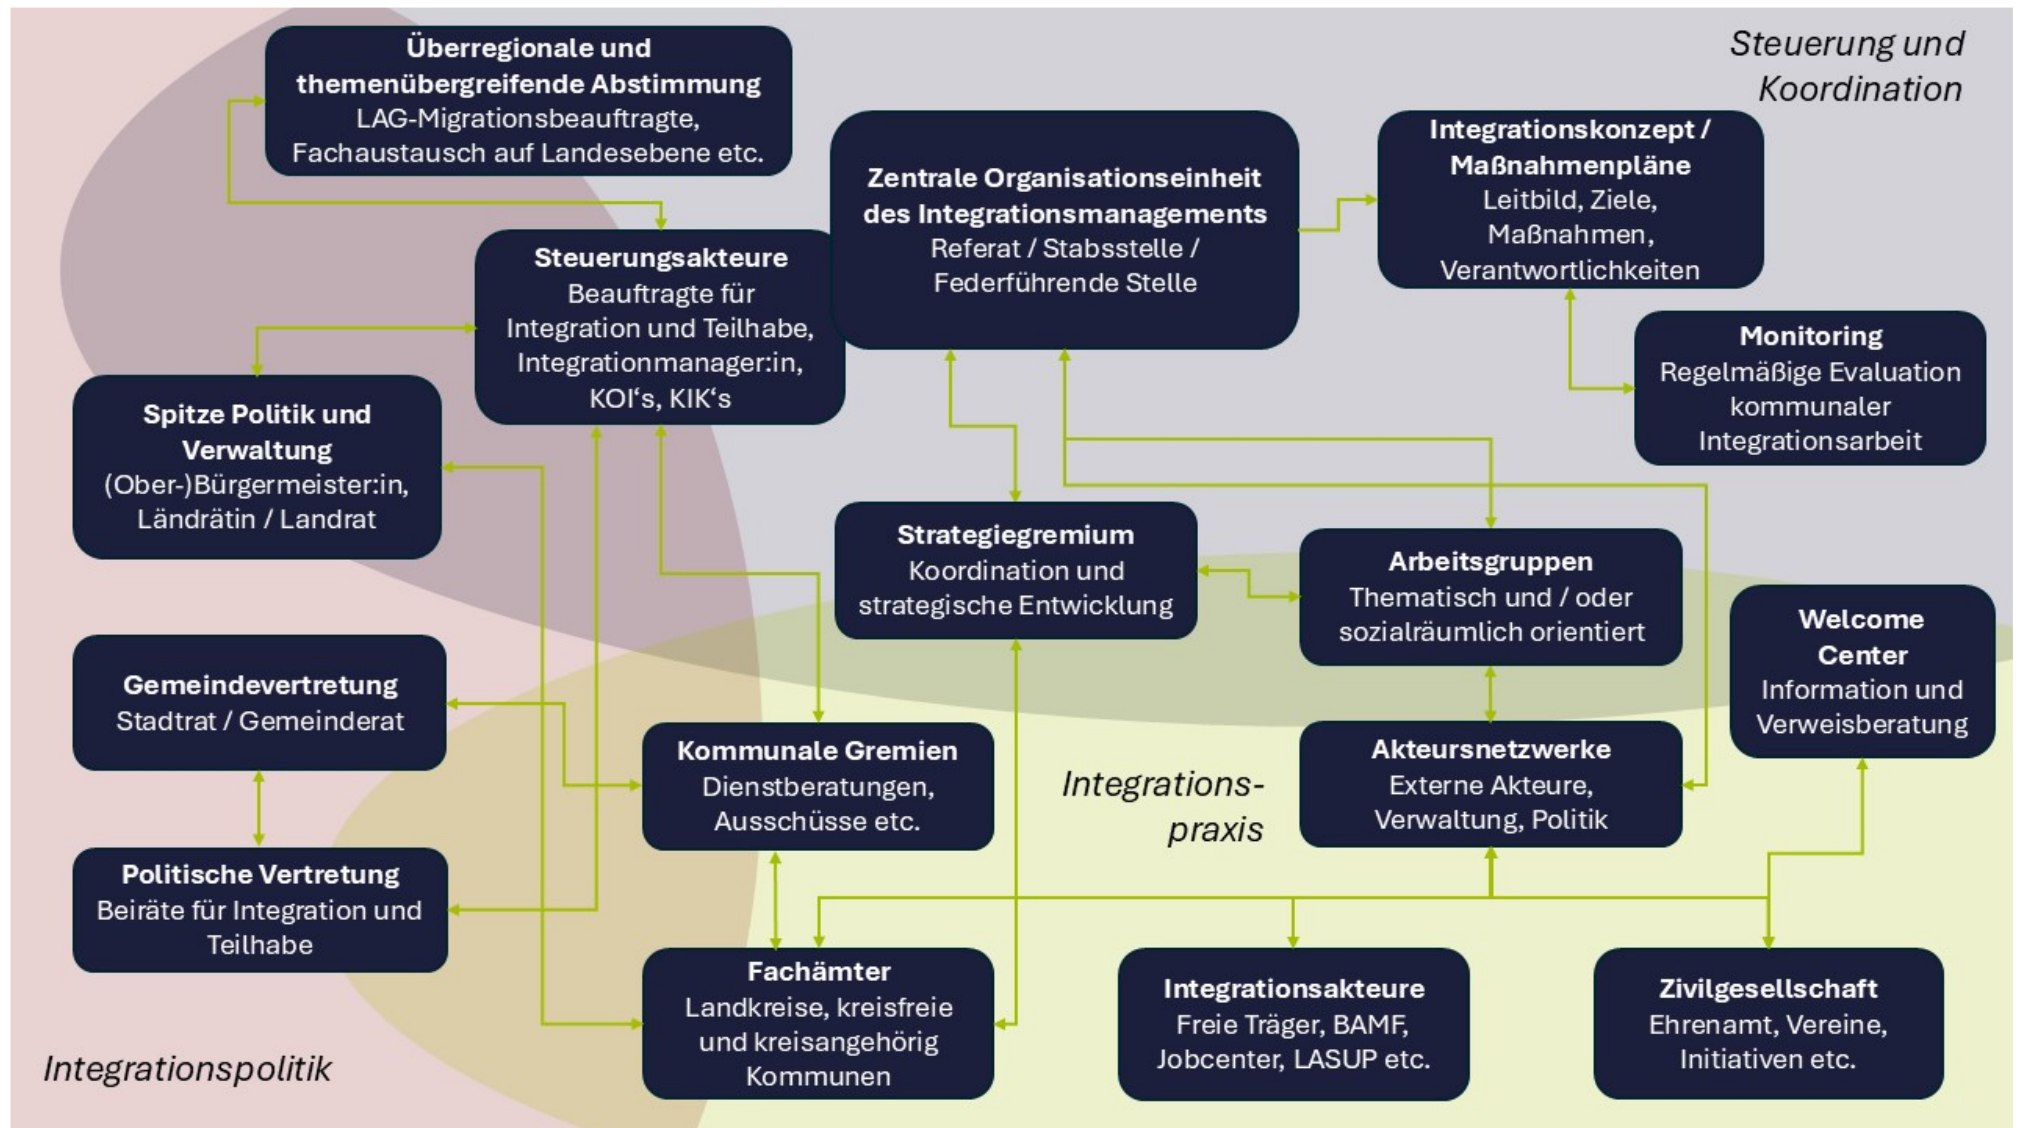 Steuerung und
Koordination
Überregionale und
themenübergreifende Abstimmung
LAG-Migrationsbeauftragte,
Fachaustausch auf Landesebene etc.
Zentrale Organisationseinheit
des Integrationsmanagements
Referat / Stabsstelle /
Federführende Stelle
Integrationskonzept /
Maßnahmenpläne
Leitbild, Ziele,
Maßnahmen,
Verantwortlichkeiten
Steuerungsakteure
Beauftragte für
Integration und Teilhabe,
Integrationmanager:in,
KOI‘s, KIK‘s
Monitoring
Regelmäßige Evaluation
kommunaler
Integrationsarbeit
Spitze Politik und
Verwaltung
(Ober-)Bürgermeister:in,
Ländrätin / Landrat
Strategiegremium
Koordination und
strategische Entwicklung
Arbeitsgruppen
Thematisch und / oder
sozialräumlich orientiert
Welcome
Center
Information und
Verweisberatung
Gemeindevertretung
Stadtrat / Gemeinderat
Kommunale Gremien
Dienstberatungen,
Ausschüsse etc.
Integrations-
praxis
Akteursnetzwerke
Externe Akteure,
Verwaltung, Politik
Politische Vertretung
Beiräte für Integration und
Teilhabe
Fachämter
Landkreise, kreisfreie
und kreisangehörig
Kommunen
Integrationsakteure
Freie Träger, BAMF,
Jobcenter, LASUP etc.
Zivilgesellschaft
Ehrenamt, Vereine,
Initiativen etc.
Integrationspolitik